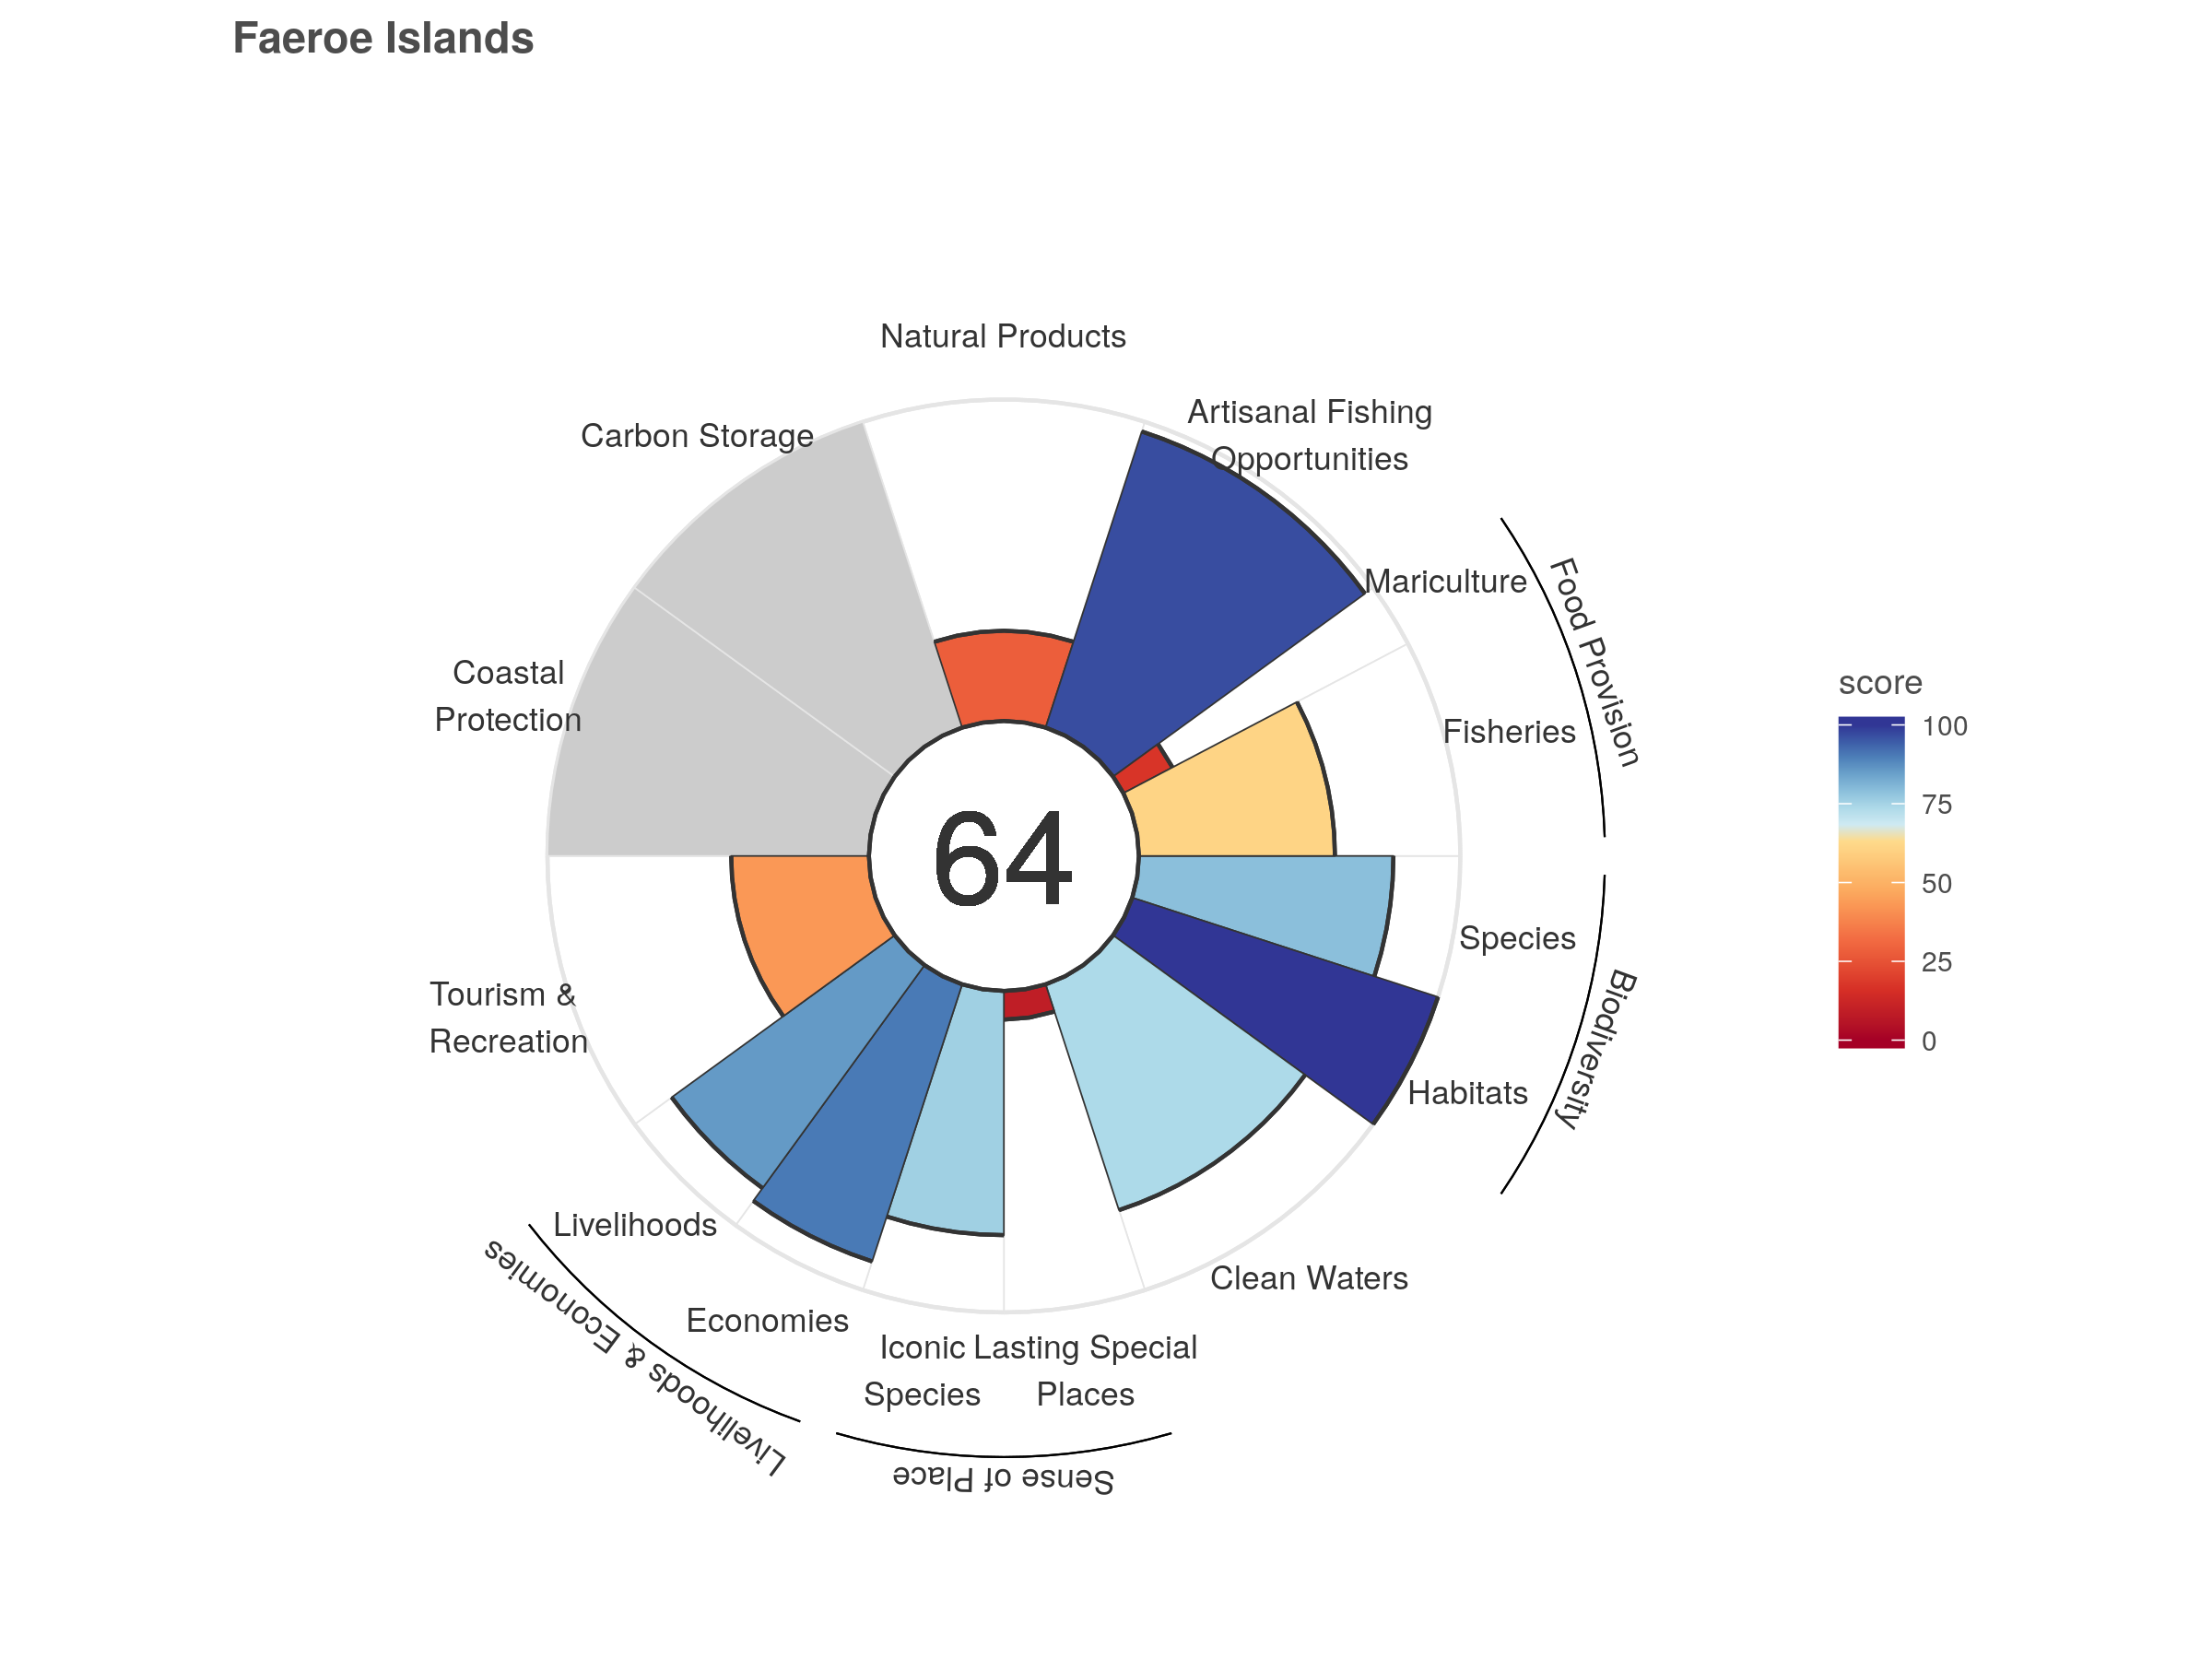 Faeroe Islands
Natural Products
Artisanal Fishing
Opportunities
Carbon Storage
Mariculture
Food Provision
Fisheries
Coastal
Protection
64
score
100
75
50
25
0
Species
Biodiversity
Habitats
Tourism &
Recreation
Livelihoods
Clean Waters
Economies
Livelihoods & Economies
Iconic
Species
Lasting Special
Places
Sense of Place